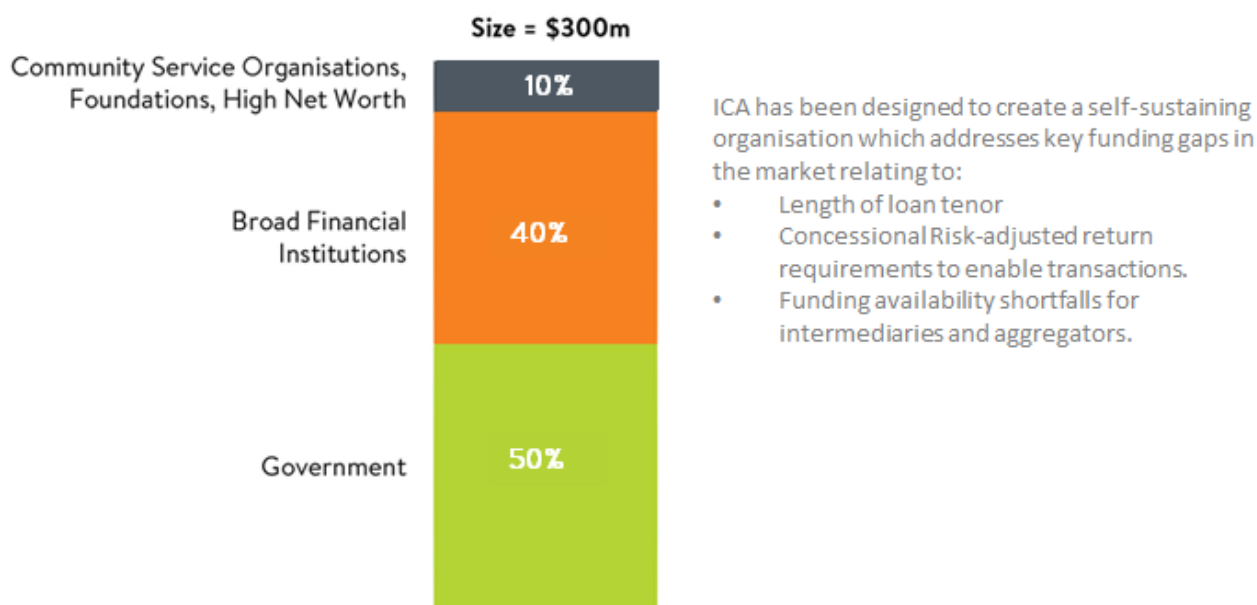 Size = $300m
Community Service Organisations,
Foundations, High Net Worth
10%
Broad Financial
Institutions
40%
Government
50%
ICA has been designed to create a self-sustaining
organisation which addresses key funding gaps in
the market relating to:
• Length of loan tenor
• Concessional Risk-adjusted return
requirements to enable transactions.
• Funding availability shortfalls for
intermediaries and aggregators.